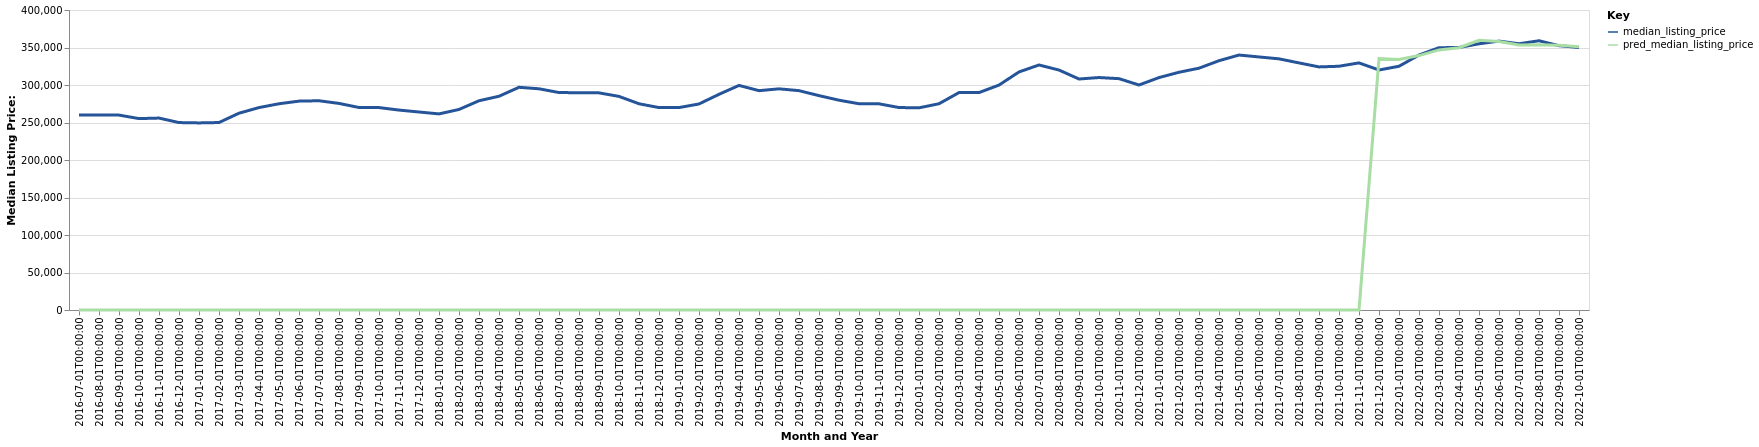 400,000
350,000
300,000
250,000
200,000
150,000
100,000
50,000
0
Median Listing Price:
2016-07-01T00:00:00
2016-08-01T00:00:00
2016-09-01T00:00:00
2016-10-01T00:00:00
2016-11-01T00:00:00
2016-12-01T00:00:00
2017-01-01T00:00:00
2017-02-01T00:00:00
2017-03-01T00:00:00
2017-04-01T00:00:00
2017-05-01T00:00:00
2017-06-01T00:00:00
2017-07-01T00:00:00
2017-08-01T00:00:00
2017-09-01T00:00:00
2017-10-01T00:00:00
2017-11-01T00:00:00
2017-12-01T00:00:00
2018-01-01T00:00:00
2018-02-01T00:00:00
2018-03-01T00:00:00
2018-04-01T00:00:00
2018-05-01T00:00:00
2018-06-01T00:00:00
2018-07-01T00:00:00
2018-08-01T00:00:00
2018-09-01T00:00:00
2018-10-01T00:00:00
2018-11-01T00:00:00
2018-12-01T00:00:00
2019-01-01T00:00:00
2019-02-01T00:00:00
2019-03-01T00:00:00
2019-04-01T00:00:00
2019-05-01T00:00:00
2019-06-01T00:00:00
2019-07-01T00:00:00
2019-08-01T00:00:00
2019-09-01T00:00:00
2019-10-01T00:00:00
2019-11-01T00:00:00
2019-12-01T00:00:00
2020-01-01T00:00:00
2020-02-01T00:00:00
2020-03-01T00:00:00
2020-04-01T00:00:00
2020-05-01T00:00:00
2020-06-01T00:00:00
2020-07-01T00:00:00
2020-08-01T00:00:00
2020-09-01T00:00:00
2020-10-01T00:00:00
2020-11-01T00:00:00
2020-12-01T00:00:00
2021-01-01T00:00:00
2021-02-01T00:00:00
2021-03-01T00:00:00
2021-04-01T00:00:00
2021-05-01T00:00:00
2021-06-01T00:00:00
2021-07-01T00:00:00
2021-08-01T00:00:00
2021-09-01T00:00:00
2021-10-01T00:00:00
2021-11-01T00:00:00
2021-12-01T00:00:00
2022-01-01T00:00:00
2022-02-01T00:00:00
2022-03-01T00:00:00
2022-04-01T00:00:00
2022-05-01T00:00:00
2022-06-01T00:00:00
2022-07-01T00:00:00
2022-08-01T00:00:00
2022-09-01T00:00:00
2022-10-01T00:00:00
Month and Year
Key
median_listing_price
pred_median_listing_price